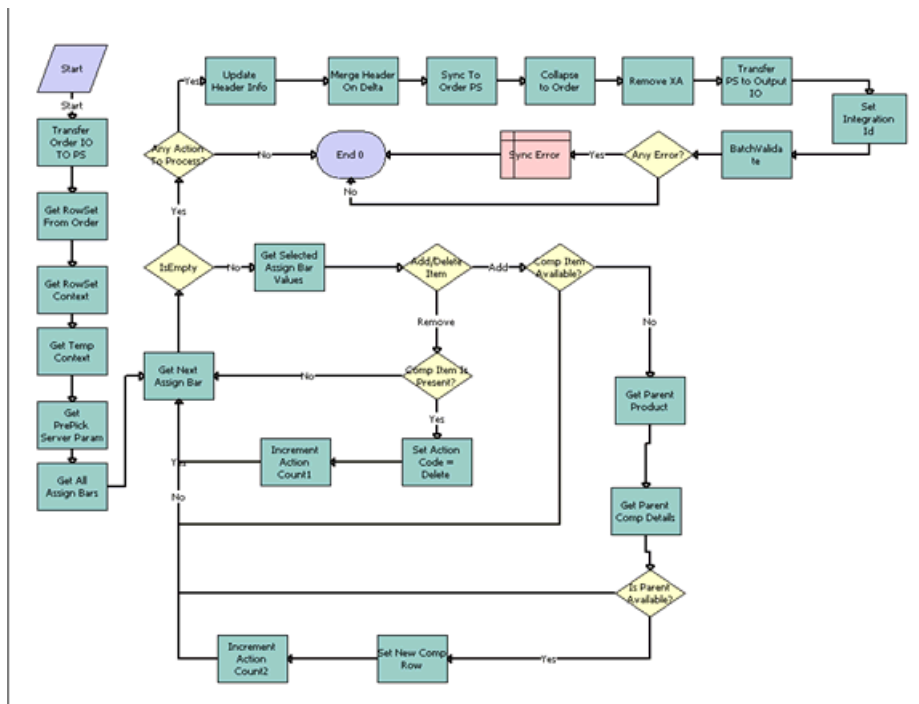 Start
Start
Transfer
Order IO
TO PS
Get RowSet
From Order
Get RowSet
Context
Get Temp
Context
Get
PrePick
Server Param
Get All
Assign Bars
Get Next
Assign Bar
IsEmpty
Yes
Any Action
To Process?
Yes
Update
Header Info
Merge Header
On Delta
Sync To
Order PS
Collapse
to Order
Remove XA
Transfer
PS to Output
IO
Set
Integration
Id
BatchValida
te
Any Error?
Yes
Sync Error
No
End 0
No
No
Get Selected
Assign Bar
Values
Add/Delete
Item
Add
Comp Item
Available?
No
Remove
Comp Item Is
Present?
No
Yes
Set Action
Code =
Delete
Increment
Action
Count1
Yes
No
Get Parent
Product
Get Parent
Comp Details
Is Parent
Available?
Yes
Set New Comp
Row
Increment
Action
Count2